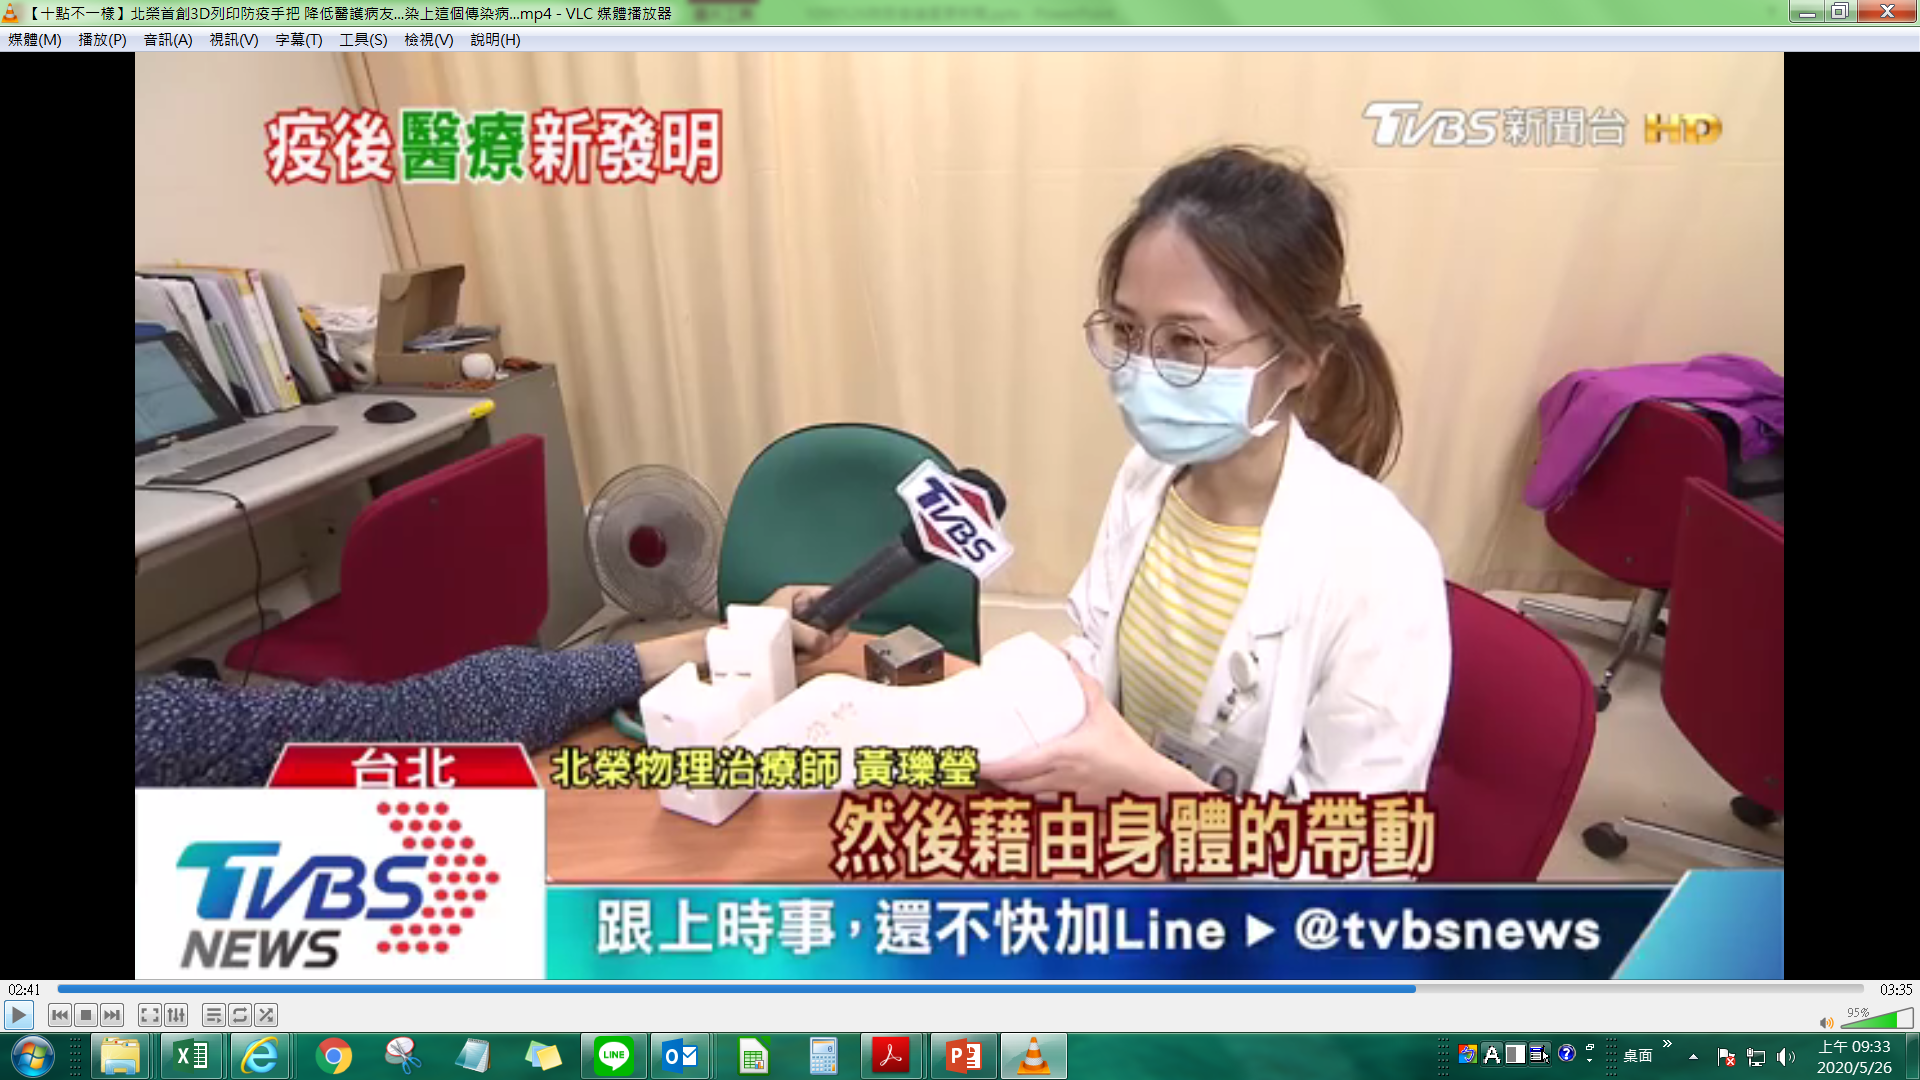 【十點不一樣】北榮首創3D列印防疫手把 降低醫護病友...染上這個傳染病...mp4 - VLC 媒體播放器
媒體(M) 播放(P) 音訊(A) 視訊(V) 字幕(T) 工具(S) 檢視(V) 說明(H)
疫後醫療新發明
TVBS新聞台 HD
TVBS
台北
北榮物理治療師 黃瓅瑩
然後藉由身體的帶動
TVBS
NEWS
跟上時事，還不快加Line ▶ @tvbsnews
02:41
03:35
95%
LINE
桌面
上午 09:33
2020/5/26